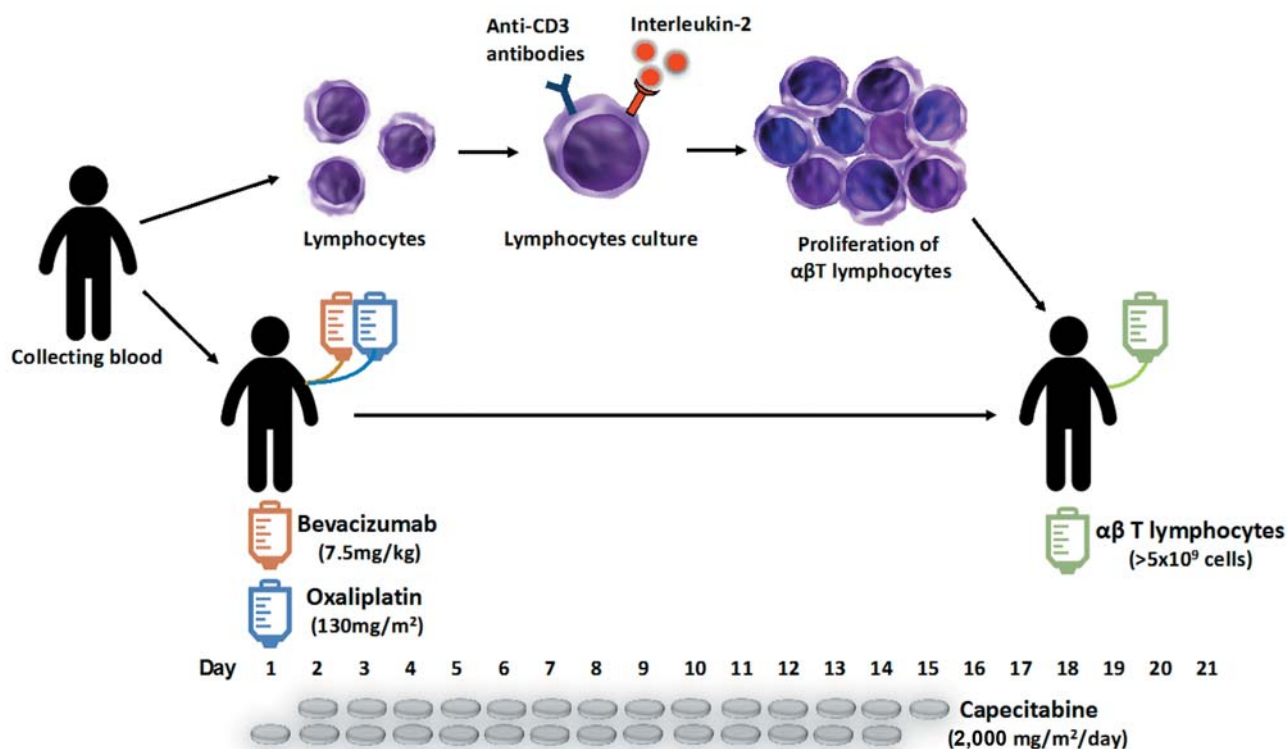 Anti-CD3
antibodies
Interleukin-2
Lymphocytes
Lymphocytes culture
Proliferation of
αβT lymphocytes
Collecting blood
Bevacizumab
(7.5mg/kg)
αβ T lymphocytes
(>5x10⁹ cells)
Oxaliplatin
(130mg/m²)
Day 1 2 3 4 5 6 7 8 9 10 11 12 13 14 15 16 17 18 19 20 21
Capecitabine
(2,000 mg/m²/day)